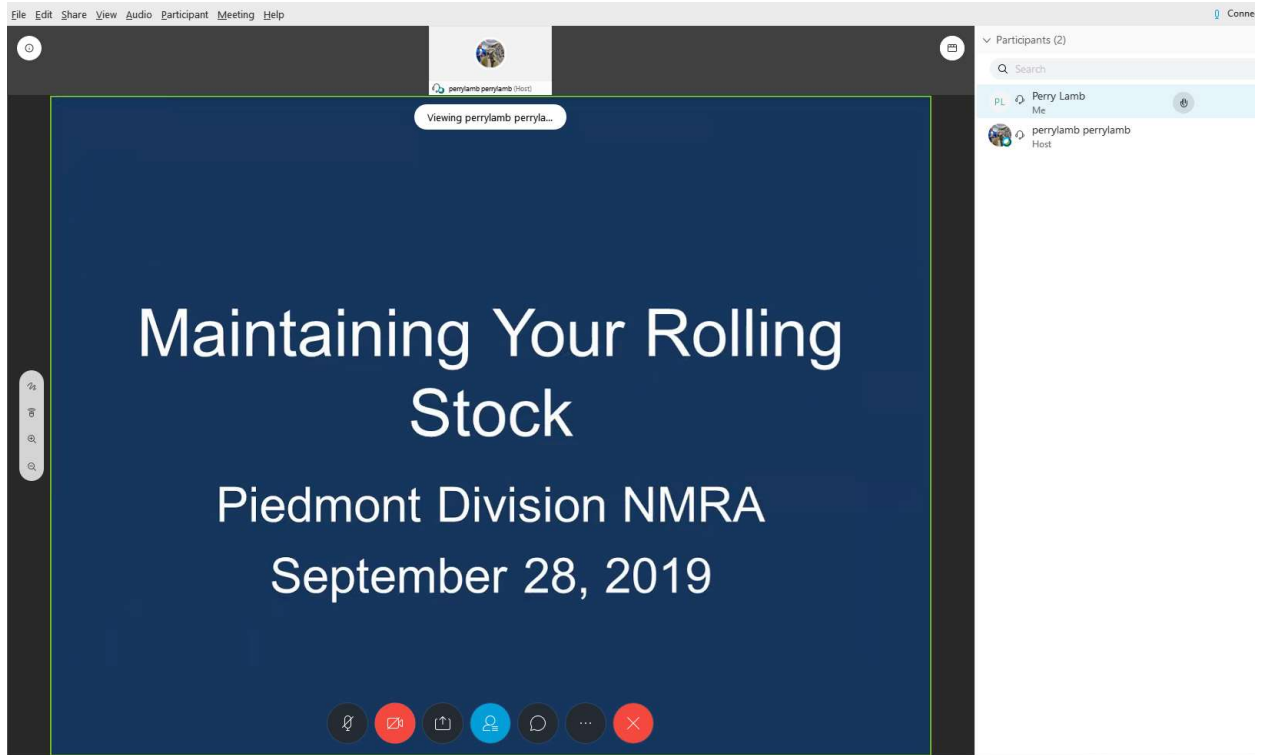 File Edit Share View Audio Participant Meeting Help
Conne
Participants (2)
Search
perrylamb perrylamb (Host)
Viewing perrylamb perryla...
PL
Perry Lamb
Me
perrylamb perrylamb
Host
Maintaining Your Rolling
Stock
Piedmont Division NMRA
September 28, 2019